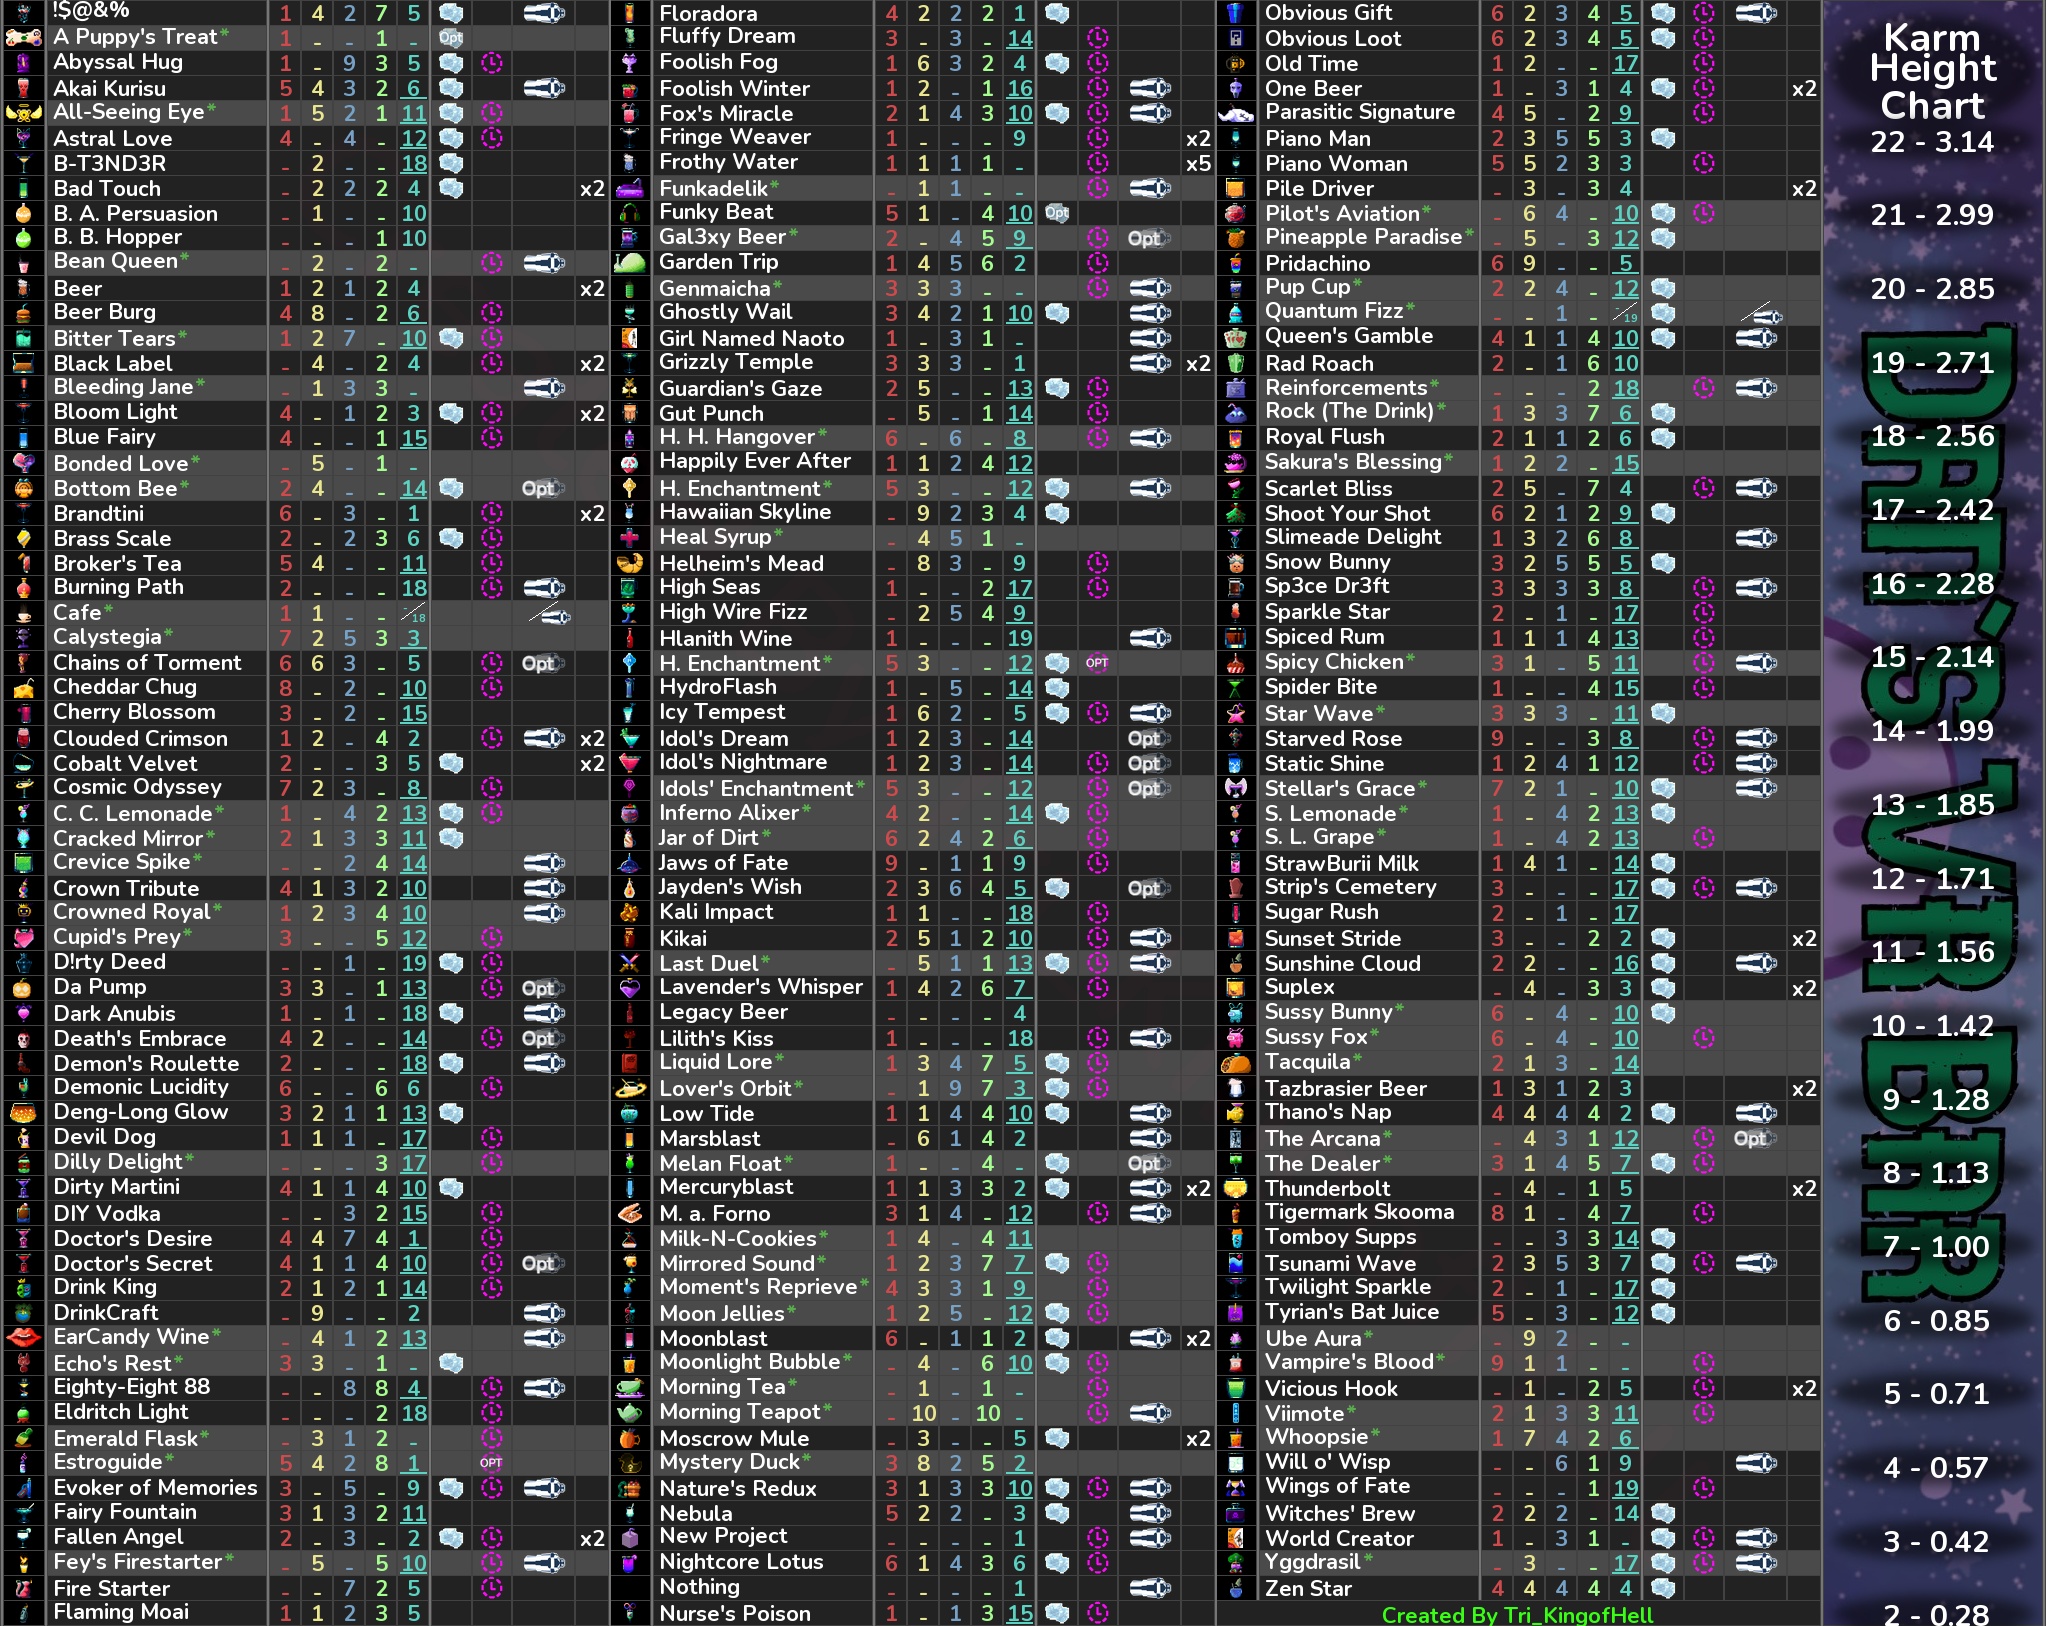 !$@&% 1 4 2 7 5
A Puppy's Treat* 1 - - 1 - Opt
Abyssal Hug 1 - 9 3 5
Akai Kurisu 5 4 3 2 6
All-Seeing Eye* 1 5 2 1 11
Astral Love 4 - 4 - 12
B-T3ND3R - 2 - - 18
Bad Touch - 2 2 2 4 x2
B. A. Persuasion - 1 - - 10
B. B. Hopper - - - 1 10
Bean Queen* - 2 - 2 -
Beer 1 2 1 2 4 x2
Beer Burg 4 8 - 2 6
Bitter Tears* 1 2 7 - 10
Black Label - 4 - 2 4 x2
Bleeding Jane* - 1 3 3 -
Bloom Light 4 - 1 2 3 x2
Blue Fairy 4 - - 1 15
Bonded Love* - 5 - 1 -
Bottom Bee* 2 4 - - 14 Opt
Brandtini 6 - 3 - 1 x2
Brass Scale 2 - 2 3 6
Broker's Tea 5 4 - - 11
Burning Path 2 - - - 18
Cafe* 1 1 - - -/18
Calystegia* 7 2 5 3 3
Chains of Torment 6 6 3 - 5 Opt
Cheddar Chug 8 - 2 - 10
Cherry Blossom 3 - 2 - 15
Clouded Crimson 1 2 - 4 2 x2
Cobalt Velvet 2 - - 3 5 x2
Cosmic Odyssey 7 2 3 - 8
C. C. Lemonade* 1 - 4 2 13
Cracked Mirror* 2 1 3 3 11
Crevice Spike* - - 2 4 14
Crown Tribute 4 1 3 2 10
Crowned Royal* 1 2 3 4 10
Cupid's Prey* 3 - - 5 12
D!rty Deed - - 1 - 19
Da Pump 3 3 - 1 13 Opt
Dark Anubis 1 - 1 - 18
Death's Embrace 4 2 - - 14 Opt
Demon's Roulette 2 - - - 18
Demonic Lucidity 6 - - 6 6
Deng-Long Glow 3 2 1 1 13
Devil Dog 1 1 1 - 17
Dilly Delight* - - - 3 17
Dirty Martini 4 1 1 4 10
DIY Vodka - - 3 2 15
Doctor's Desire 4 4 7 4 1
Doctor's Secret 4 1 1 4 10 Opt
Drink King 2 1 2 1 14
DrinkCraft - 9 - - 2
EarCandy Wine* - 4 1 2 13
Echo's Rest* 3 3 - 1 -
Eighty-Eight 88 - - 8 8 4
Eldritch Light - - - 2 18
Emerald Flask* - 3 1 2 -
Estroguide* 5 4 2 8 1 OPT
Evoker of Memories 3 - 5 - 9
Fairy Fountain 3 1 3 2 11
Fallen Angel 2 - 3 - 2 x2
Fey's Firestarter* - 5 - 5 10
Fire Starter - - 7 2 5
Flaming Moai 1 1 2 3 5
Floradora 4 2 2 2 1
Fluffy Dream 3 - 3 - 14
Foolish Fog 1 6 3 2 4
Foolish Winter 1 2 - 1 16
Fox's Miracle 2 1 4 3 10
Fringe Weaver 1 - - - 9 x2
Frothy Water 1 1 1 1 - x5
Funkadelik* - 1 1 - -
Funky Beat 5 1 - 4 10 Opt
Gal3xy Beer* 2 - 4 5 9 Opt
Garden Trip 1 4 5 6 2
Genmaicha* 3 3 3 - -
Ghostly Wail 3 4 2 1 10
Girl Named Naoto 1 - 3 1 -
Grizzly Temple 3 3 3 - 1 x2
Guardian's Gaze 2 5 - - 13
Gut Punch - 5 - 1 14
H. H. Hangover* 6 - 6 - 8
Happily Ever After 1 1 2 4 12
H. Enchantment* 5 3 - - 12
Hawaiian Skyline - 9 2 3 4
Heal Syrup* - 4 5 1 -
Helheim's Mead - 8 3 - 9
High Seas 1 - - 2 17
High Wire Fizz - 2 5 4 9
Hlanith Wine 1 - - - 19
H. Enchantment* 5 3 - - 12 OPT
HydroFlash 1 - 5 - 14
Icy Tempest 1 6 2 - 5
Idol's Dream 1 2 3 - 14 Opt
Idol's Nightmare 1 2 3 - 14 Opt
Idols' Enchantment* 5 3 - - 12 Opt
Inferno Alixer* 4 2 - - 14
Jar of Dirt* 6 2 4 2 6
Jaws of Fate 9 - 1 1 9
Jayden's Wish 2 3 6 4 5 Opt
Kali Impact 1 1 - - 18
Kikai 2 5 1 2 10
Last Duel* - 5 1 1 13
Lavender's Whisper 1 4 2 6 7
Legacy Beer - - - - 4
Lilith's Kiss 1 - - - 18
Liquid Lore* 1 3 4 7 5
Lover's Orbit* - 1 9 7 3
Low Tide 1 1 4 4 10
Marsblast - 6 1 4 2
Melan Float* 1 - - 4 - Opt
Mercuryblast 1 1 3 3 2 x2
M. a. Forno 3 1 4 - 12
Milk-N-Cookies* 1 4 - 4 11
Mirrored Sound* 1 2 3 7 7
Moment's Reprieve* 4 3 3 1 9
Moon Jellies* 1 2 5 - 12
Moonblast 6 - 1 1 2 x2
Moonlight Bubble* - 4 - 6 10
Morning Tea* - 1 - 1 -
Morning Teapot* - 10 - 10 -
Moscrow Mule - 3 - - 5 x2
Mystery Duck* 3 8 2 5 2
Nature's Redux 3 1 3 3 10
Nebula 5 2 2 - 3
New Project - - - - 1
Nightcore Lotus 6 1 4 3 6
Nothing - - - - 1
Nurse's Poison 1 - 1 3 15
Obvious Gift 6 2 3 4 5
Obvious Loot 6 2 3 4 5
Old Time 1 2 - - 17
One Beer 1 - 3 1 4 x2
Parasitic Signature 4 5 - 2 9
Piano Man 2 3 5 5 3
Piano Woman 5 5 2 3 3
Pile Driver - 3 - 3 4 x2
Pilot's Aviation* - 6 4 - 10
Pineapple Paradise* - 5 - 3 12
Pridachino 6 9 - - 5
Pup Cup* 2 2 4 - 12
Quantum Fizz* - - 1 - -/19
Queen's Gamble 4 1 1 4 10
Rad Roach 2 - 1 6 10
Reinforcements* - - - 2 18
Rock (The Drink)* 1 3 3 7 6
Royal Flush 2 1 1 2 6
Sakura's Blessing* 1 2 2 - 15
Scarlet Bliss 2 5 - 7 4
Shoot Your Shot 6 2 1 2 9
Slimeade Delight 1 3 2 6 8
Snow Bunny 3 2 5 5 5
Sp3ce Dr3ft 3 3 3 3 8
Sparkle Star 2 - 1 - 17
Spiced Rum 1 1 1 4 13
Spicy Chicken* 3 1 - 5 11
Spider Bite 1 - - 4 15
Star Wave* 3 3 3 - 11
Starved Rose 9 - - 3 8
Static Shine 1 2 4 1 12
Stellar's Grace* 7 2 1 - 10
S. Lemonade* 1 - 4 2 13
S. L. Grape* 1 - 4 2 13
StrawBurii Milk 1 4 1 - 14
Strip's Cemetery 3 - - - 17
Sugar Rush 2 - 1 - 17
Sunset Stride 3 - - 2 2 x2
Sunshine Cloud 2 2 - - 16
Suplex - 4 - 3 3 x2
Sussy Bunny* 6 - 4 - 10
Sussy Fox* 6 - 4 - 10
Tacquila* 2 1 3 - 14
Tazbrasier Beer 1 3 1 2 3 x2
Thano's Nap 4 4 4 4 2
The Arcana* - 4 3 1 12 Opt
The Dealer* 3 1 4 5 7
Thunderbolt - 4 - 1 5 x2
Tigermark Skooma 8 1 - 4 7
Tomboy Supps - - 3 3 14
Tsunami Wave 2 3 5 3 7
Twilight Sparkle 2 - 1 - 17
Tyrian's Bat Juice 5 - 3 - 12
Ube Aura* - 9 2 - -
Vampire's Blood* 9 1 1 - -
Vicious Hook - 1 - 2 5 x2
Viimote* 2 1 3 3 11
Whoopsie* 1 7 4 2 6
Will o' Wisp - - 6 1 9
Wings of Fate - - - 1 19
Witches' Brew 2 2 2 - 14
World Creator 1 - 3 1 -
Yggdrasil* - 3 - - 17
Zen Star 4 4 4 4 4
Created By Tri_KingofHell
Karm
Height
Chart
22 - 3.14
21 - 2.99
20 - 2.85
19 - 2.71
18 - 2.56
17 - 2.42
16 - 2.28
15 - 2.14
14 - 1.99
13 - 1.85
12 - 1.71
11 - 1.56
10 - 1.42
9 - 1.28
8 - 1.13
7 - 1.00
6 - 0.85
5 - 0.71
4 - 0.57
3 - 0.42
2 - 0.28
DAN'S VR BAR